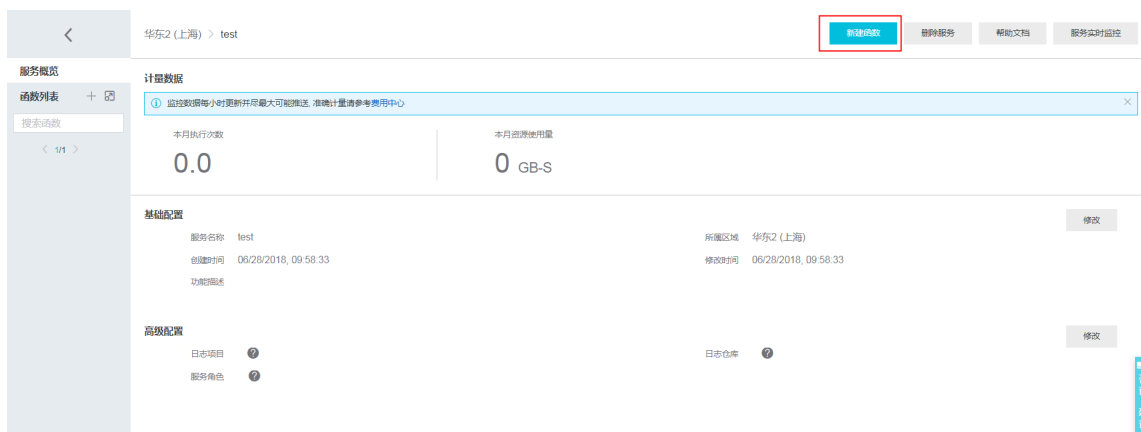 华东2 (上海) > test
新建函数
删除服务
帮助文档
服务实时监控
服务概览
函数列表
搜索函数
1/1
计量数据
监控数据每小时更新并尽最大可能推送, 准确计量请参考费用中心
本月执行次数
本月资源使用量
0.0
0 GB-S
基础配置
修改
服务名称 test
所属区域 华东2 (上海)
创建时间 06/28/2018, 09:58:33
修改时间 06/28/2018, 09:58:33
功能描述
高级配置
修改
日志项目
日志仓库
服务角色